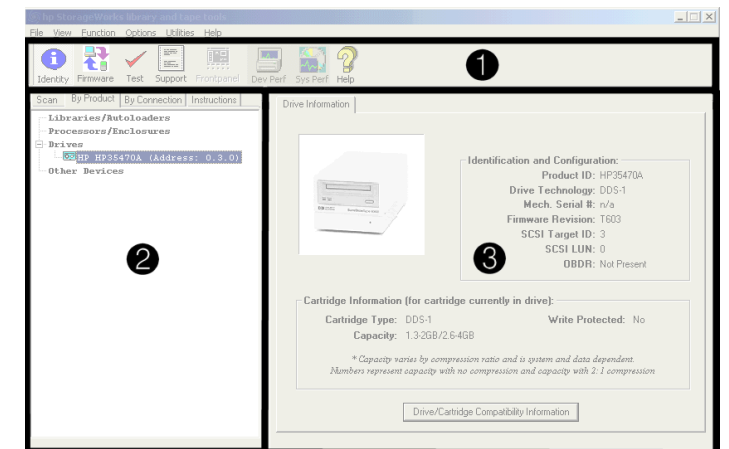 hp StorageWorks library and tape tools
File View Function Options Utilities Help
Identity Firmware Test Support Frontpanel Dev Perf Sys Perf Help
1
Scan By Product By Connection Instructions
Libraries/Autoloaders
Processors/Enclosures
Drives
HP HP35470A (Address: 0.3.0)
Other Devices
2
Drive Information
Identification and Configuration:
Product ID: HP35470A
Drive Technology: DDS-1
Mech. Serial #: n/a
Firmware Revision: T603
SCSI Target ID: 3
SCSI LUN: 0
OBDR: Not Present
3
Cartridge Information (for cartridge currently in drive):
Cartridge Type: DDS-1 Write Protected: No
Capacity: 1.3-2GB/2.6-4GB
* Capacity varies by compression ratio and is system and data dependent.
Numbers represent capacity with no compression and capacity with 2:1 compression
Drive/Cartridge Compatibility Information